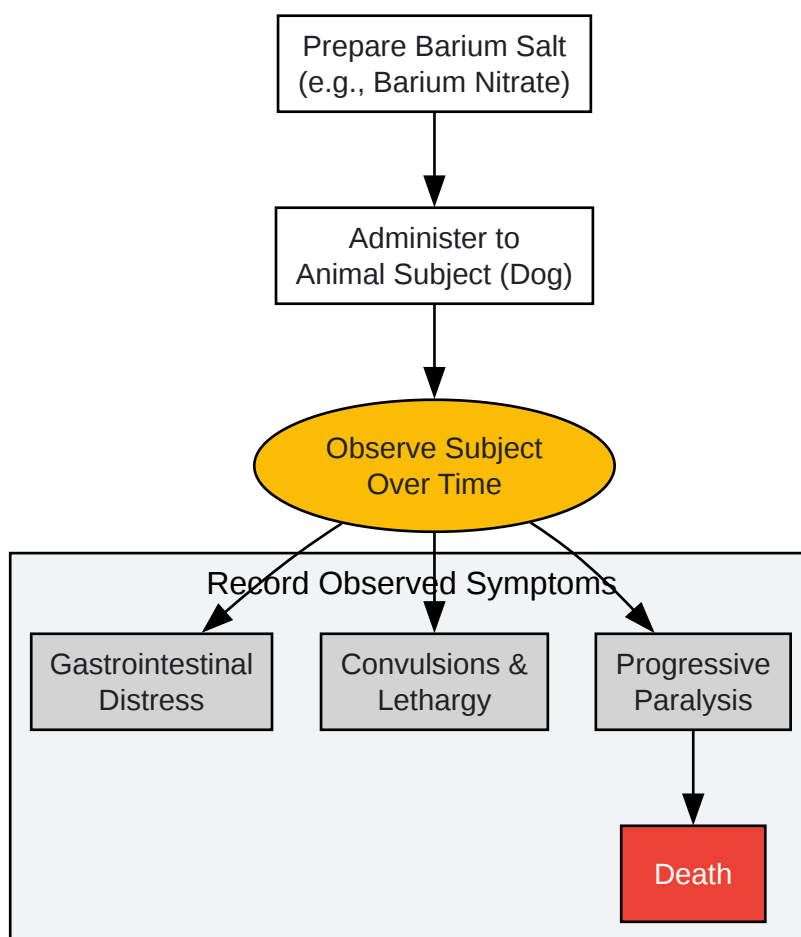 Prepare Barium Salt
(e.g., Barium Nitrate)
Administer to
Animal Subject (Dog)
Observe Subject
Over Time
Record Observed Symptoms
Gastrointestinal
Distress
Convulsions &
Lethargy
Progressive
Paralysis
Death